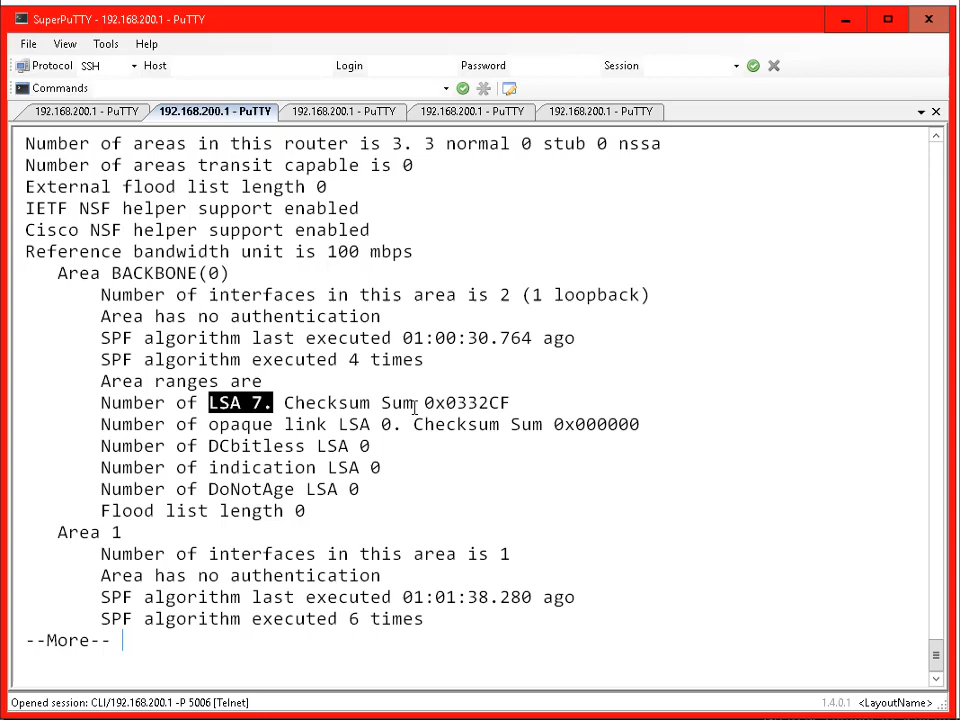 SuperPuTTY - 192.168.200.1 - PuTTY
File View Tools Help
Protocol SSH Host Login Password Session
Commands
192.168.200.1 - PuTTY 192.168.200.1 - PuTTY 192.168.200.1 - PuTTY 192.168.200.1 - PuTTY 192.168.200.1 - PuTTY
Number of areas in this router is 3. 3 normal 0 stub 0 nssa
Number of areas transit capable is 0
External flood list length 0
IETF NSF helper support enabled
Cisco NSF helper support enabled
Reference bandwidth unit is 100 mbps
Area BACKBONE(0)
Number of interfaces in this area is 2 (1 loopback)
Area has no authentication
SPF algorithm last executed 01:00:30.764 ago
SPF algorithm executed 4 times
Area ranges are
Number of LSA 7. Checksum Sum 0x0332CF
Number of opaque link LSA 0. Checksum Sum 0x000000
Number of DCbitless LSA 0
Number of indication LSA 0
Number of DoNotAge LSA 0
Flood list length 0
Area 1
Number of interfaces in this area is 1
Area has no authentication
SPF algorithm last executed 01:01:38.280 ago
SPF algorithm executed 6 times
--More--
Opened session: CLI/192.168.200.1 -P 5006 [Telnet] 1.4.0.1 <LayoutName>